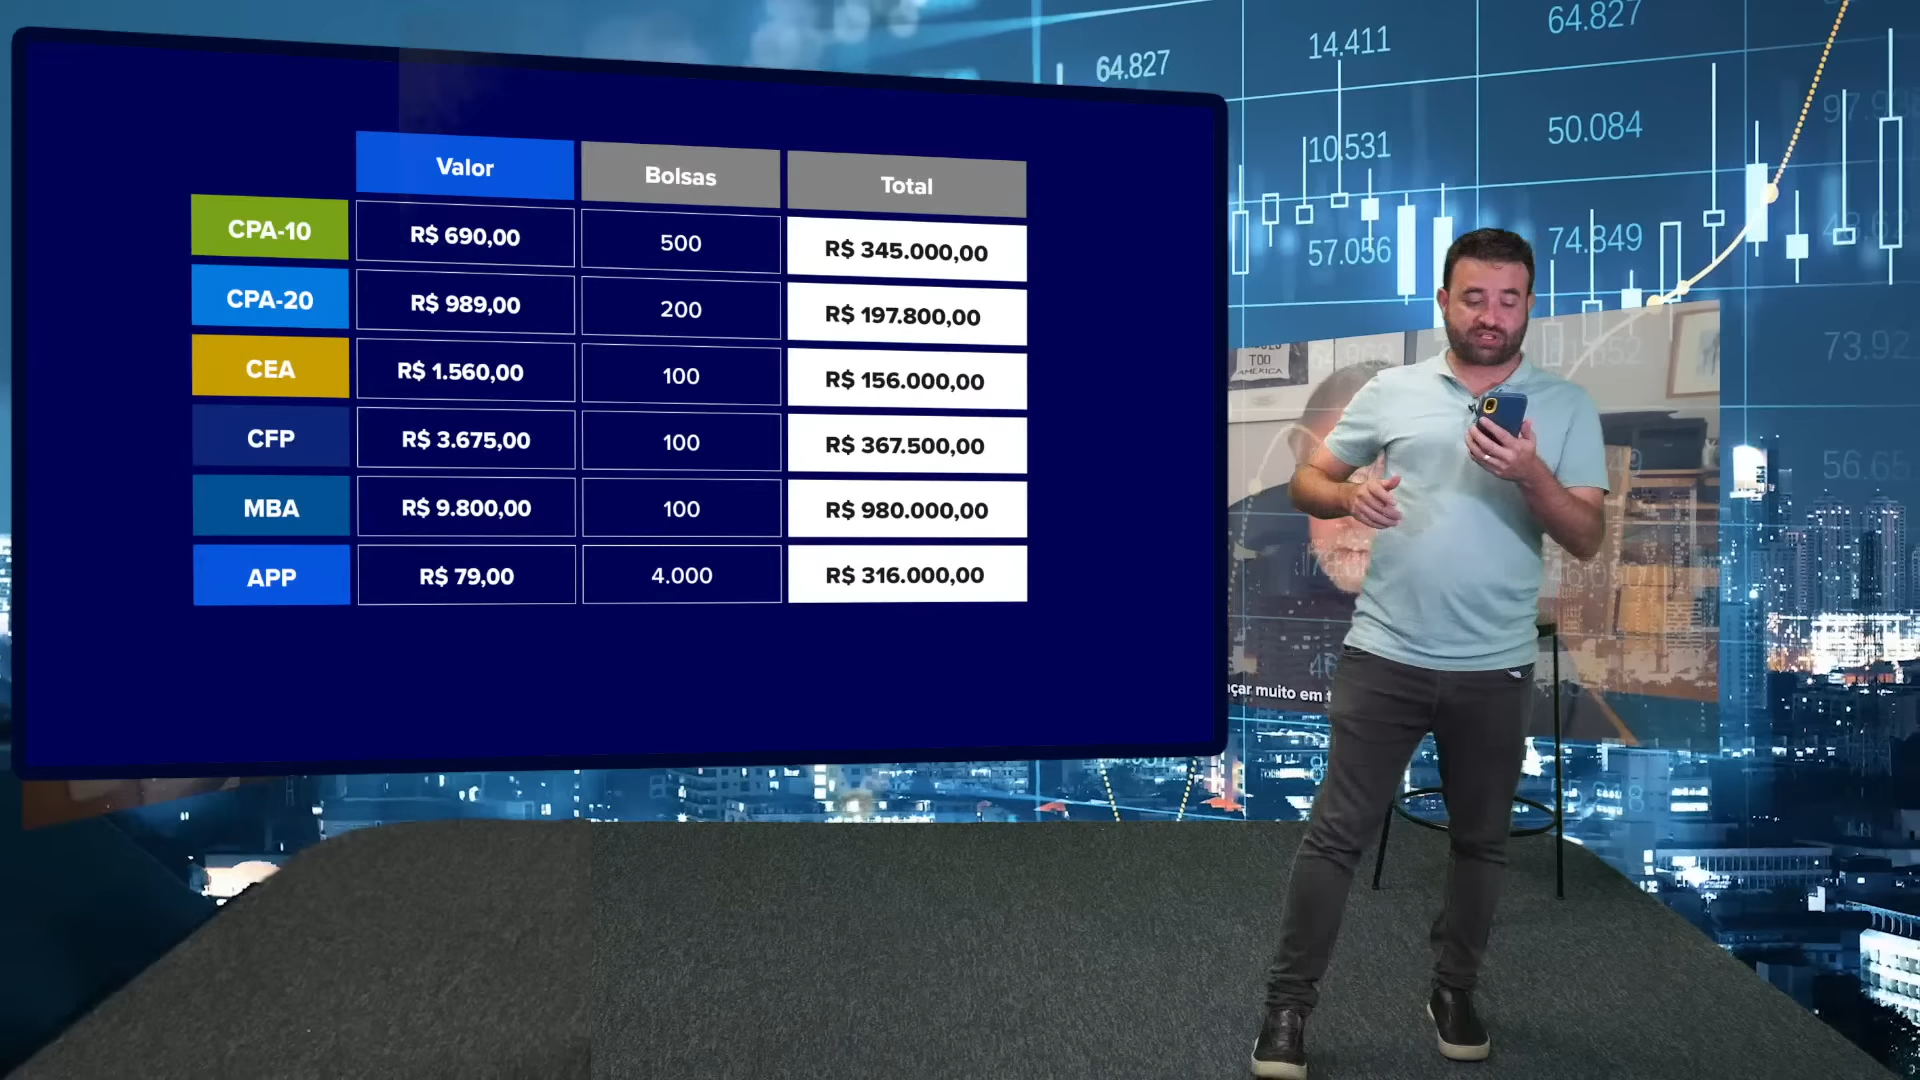 Valor Bolsas Total
CPA-10 R$ 690,00 500 R$ 345.000,00
CPA-20 R$ 989,00 200 R$ 197.800,00
CEA R$ 1.560,00 100 R$ 156.000,00
CFP R$ 3.675,00 100 R$ 367.500,00
MBA R$ 9.800,00 100 R$ 980.000,00
APP R$ 79,00 4.000 R$ 316.000,00
64.827
14.411
64.827
10.531
50.084
57.056
74.849
73.92
56.65
TOO
AMERICA
muito em